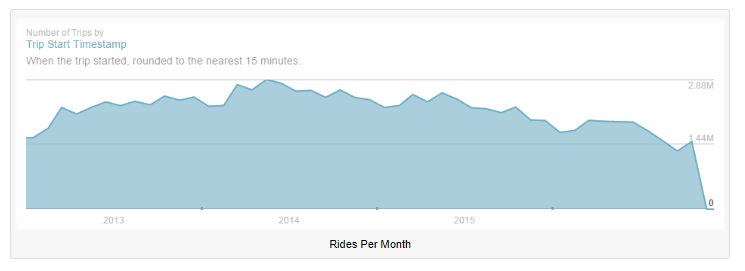 Number of Trips by
Trip Start Timestamp
When the trip started, rounded to the nearest 15 minutes.
2.88M
1.44M
0
2013
2014
2015
Rides Per Month